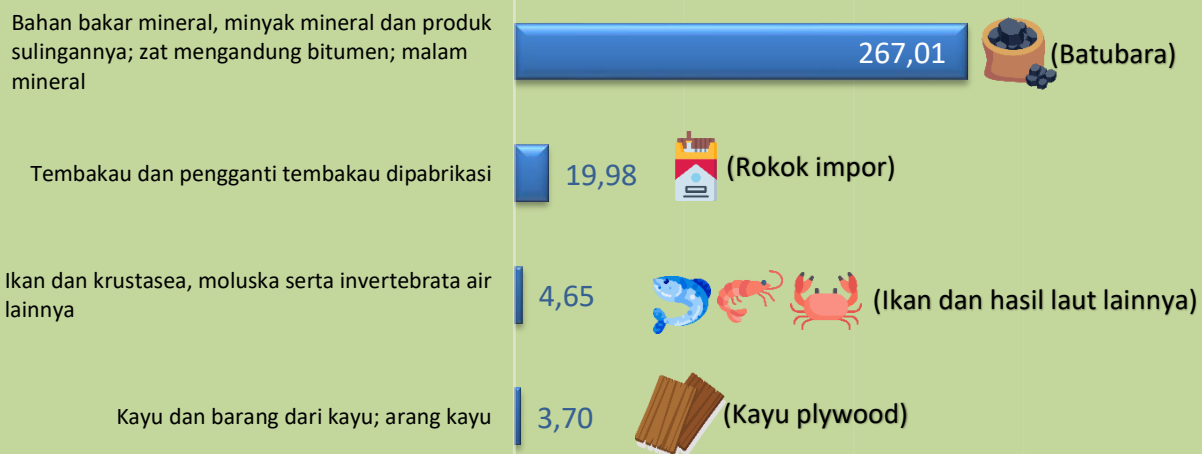 Bahan bakar mineral, minyak mineral dan produk
sulingannya; zat mengandung bitumen; malam
mineral
267,01
(Batubara)
Tembakau dan pengganti tembakau dipabrikasi
19,98
(Rokok impor)
Ikan dan krustasea, moluska serta invertebrata air
lainnya
4,65
(Ikan dan hasil laut lainnya)
Kayu dan barang dari kayu; arang kayu
3,70
(Kayu plywood)